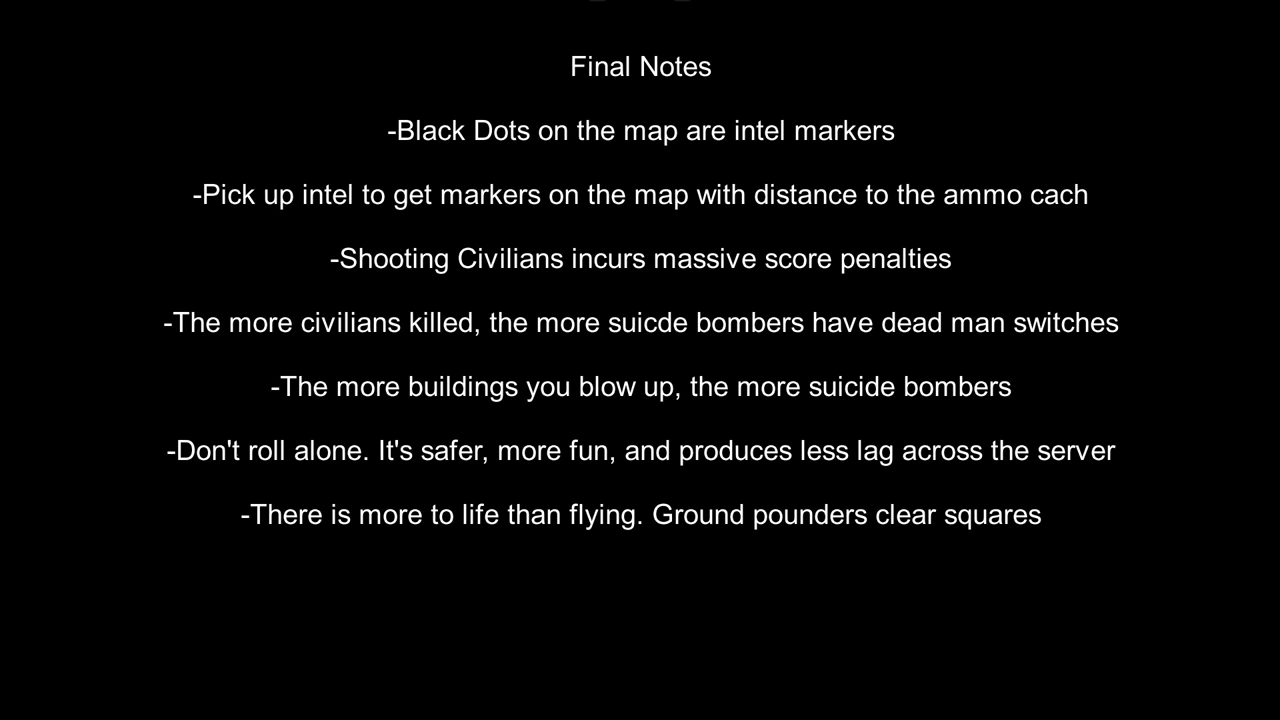 Final Notes
-Black Dots on the map are intel markers
-Pick up intel to get markers on the map with distance to the ammo cach
-Shooting Civilians incurs massive score penalties
-The more civilians killed, the more suicde bombers have dead man switches
-The more buildings you blow up, the more suicide bombers
-Don't roll alone. It's safer, more fun, and produces less lag across the server
-There is more to life than flying. Ground pounders clear squares